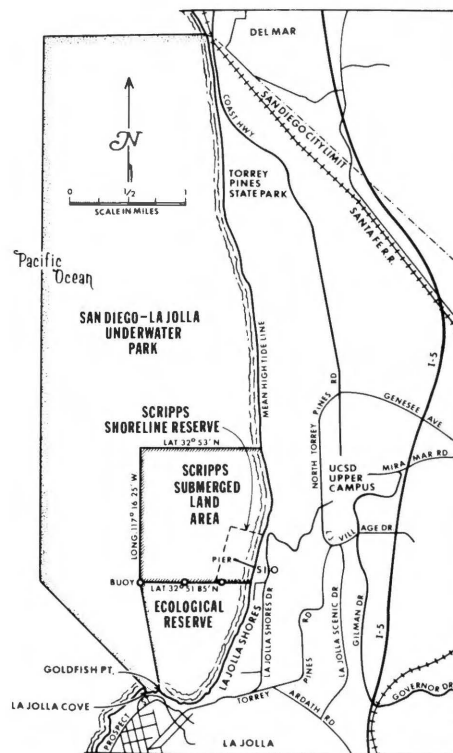 DEL MAR
COAST HWY
SAN DIEGO CITY LIMIT
SANTA FE R.R.
N
0 1/2 1
SCALE IN MILES
TORREY
PINES
STATE PARK
Pacific
Ocean
SAN DIEGO-LA JOLLA
UNDERWATER
PARK
MEAN HIGH TIDE LINE
I-5
SCRIPPS
SHORELINE RESERVE
LAT 32° 53' N
NORTH TORREY PINES RD
GENESEE AVE
LONG 117° 16 25' W
SCRIPPS
SUBMERGED
LAND
AREA
UCSD
UPPER
CAMPUS
MIRA MAR RD
PIER
SIO
LA JOLLA VILLAGE DR
BUOY
LAT 32° 51 85' N
ECOLOGICAL
RESERVE
LA JOLLA SHORES
LA JOLLA SHORES DR
LA JOLLA SCENIC DR
GILMAN DR
I-5
GOLDFISH PT.
TORREY PINES RD
ARDATH RD
GOVERNOR DR
LA JOLLA COVE
PROSPECT
LA JOLLA